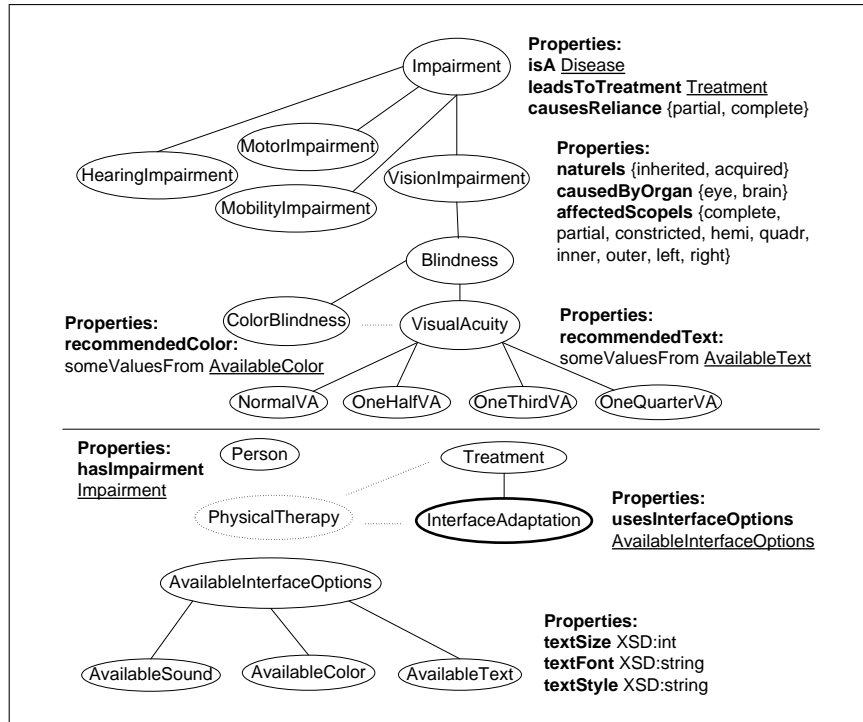 Impairment
Properties:
isA Disease
leadsToTreatment Treatment
causesReliance {partial, complete}
MotorImpairment
HearingImpairment
MobilityImpairment
VisionImpairment
Properties:
natureIs {inherited, acquired}
causedByOrgan {eye, brain}
affectedScopeIs {complete,
partial, constricted, hemi, quadr,
inner, outer, left, right}
Blindness
ColorBlindness
VisualAcuity
Properties:
recommendedColor:
someValuesFrom AvailableColor
Properties:
recommendedText:
someValuesFrom AvailableText
NormalVA
OneHalfVA
OneThirdVA
OneQuarterVA
Properties:
hasImpairment
Impairment
Person
Treatment
PhysicalTherapy
InterfaceAdaptation
Properties:
usesInterfaceOptions
AvailableInterfaceOptions
AvailableInterfaceOptions
AvailableSound
AvailableColor
AvailableText
Properties:
textSize XSD:int
textFont XSD:string
textStyle XSD:string